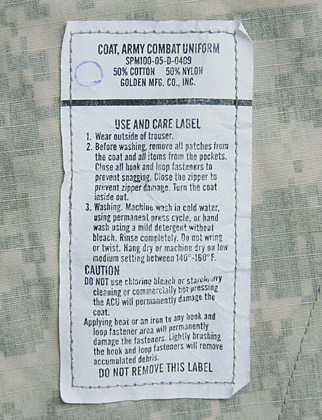 COAT, ARMY COMBAT UNIFORM
SPM100-05-D-0409
50% COTTON 50% NYLON
GOLDEN MFG. CO., INC.
USE AND CARE LABEL
1. Wear outside of trouser.
2. Before washing, remove all patches from
the coat and all items from the pockets.
Close all hook and loop fasteners to
prevent snagging. Close the zipper to
prevent zipper damage. Turn the coat
inside out.
3. Washing. Machine wash in cold water,
using permanent press cycle, or hand
wash using a mild detergent without
bleach. Rinse completely. Do not wring
or twist. Hang dry or machine dry on low
medium setting between 140°-160°F.
CAUTION
DO NOT use chlorine bleach or starch, dry
cleaning or commercially hot pressing
the ACU will permanently damage the
coat.
Applying heat or an iron to any hook and
loop fastener area will permanently
damage the fasteners. Lightly brushing
the hook and loop fasteners will remove
accumulated debris.
DO NOT REMOVE THIS LABEL